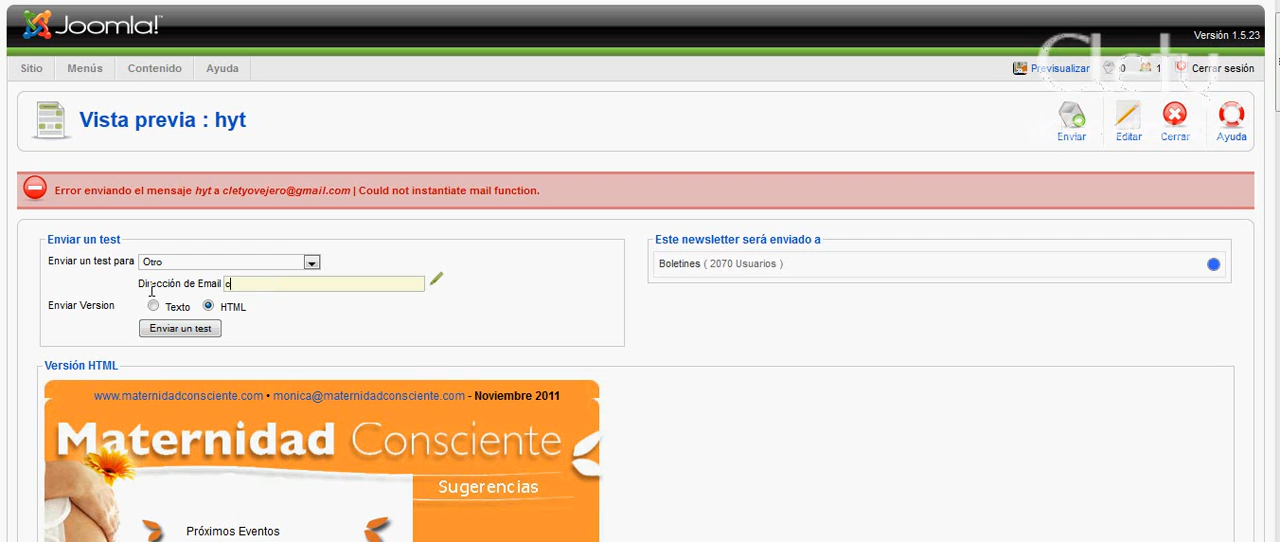 Joomla!
Versión 1.5.23
Clety
Sitio Menús Contenido Ayuda
Previsualizar 0 1 Cerrar sesión
Vista previa : hyt
Enviar Editar Cerrar Ayuda
Error enviando el mensaje hyt a cletyovejero@gmail.com | Could not instantiate mail function.
Enviar un test
Enviar un test para Otro
Dirección de Email c
Enviar Version Texto HTML
Enviar un test
Este newsletter será enviado a
Boletines ( 2070 Usuarios )
Versión HTML
www.maternidadconsciente.com • monica@maternidadconsciente.com - Noviembre 2011
Maternidad Consciente
Sugerencias
Próximos Eventos